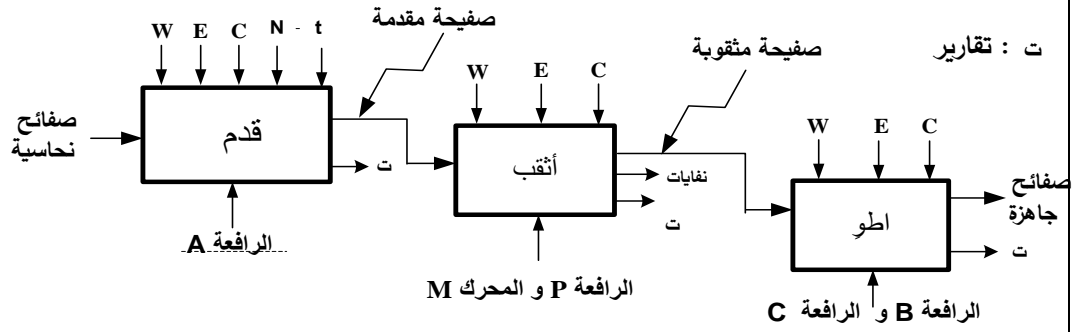 صفيحة مقدمة
ت : تقارير
صفيحة مثقوبة
W E C N - t
W E C
W E C
صفائح
نحاسية
قدم
ت
أثقب
نفايات
ت
اطوِ
صفائح
جاهزة
ت
الرافعة A
الرافعة P و المحرك M
الرافعة B و الرافعة C